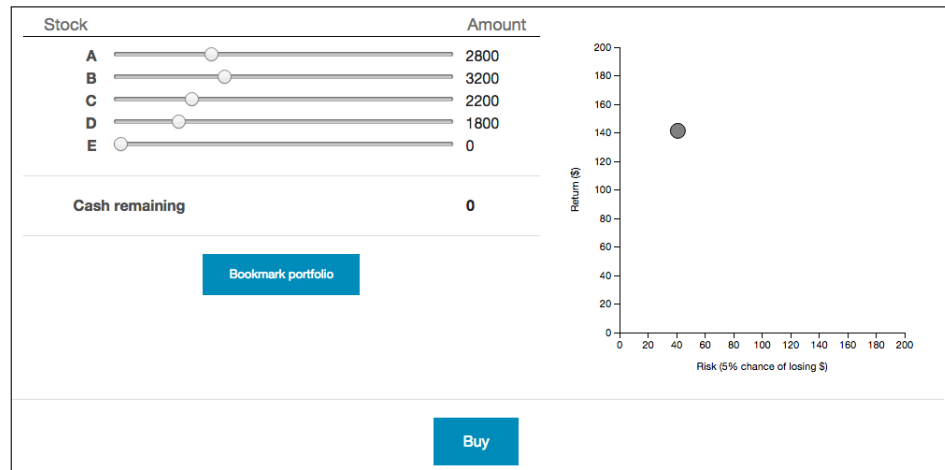 Stock Amount
A 2800
B 3200
C 2200
D 1800
E 0
Cash remaining 0
Bookmark portfolio
200
180
160
140
120
100
80
60
40
20
0
Return ($)
0 20 40 60 80 100 120 140 160 180 200
Risk (5% chance of losing $)
Buy